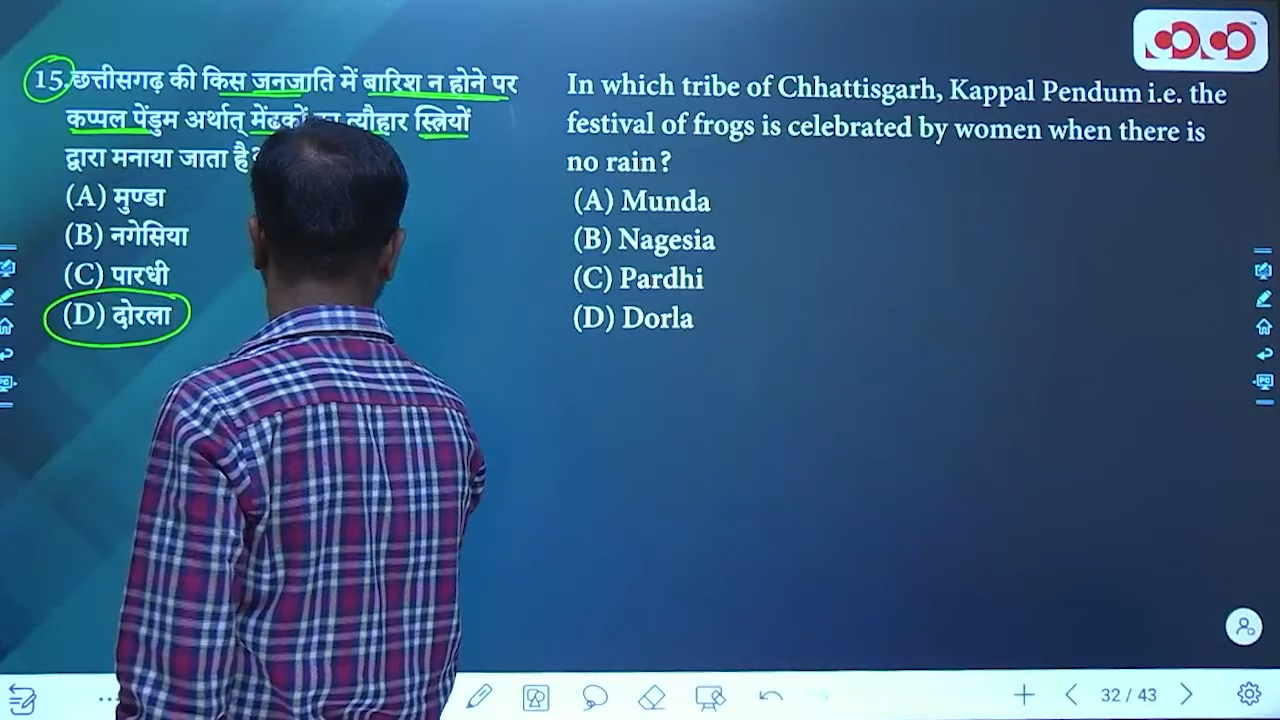 15.छत्तीसगढ़ की किस जनजाति में बारिश न होने पर
कप्पल पेंडुम अर्थात् मेंढकों त्यौहार स्त्रियों
द्वारा मनाया जाता है?
(A) मुण्डा
(B) नगेसिया
(C) पारधी
(D) दोरला
In which tribe of Chhattisgarh, Kappal Pendum i.e. the
festival of frogs is celebrated by women when there is
no rain?
(A) Munda
(B) Nagesia
(C) Pardhi
(D) Dorla
32 / 43